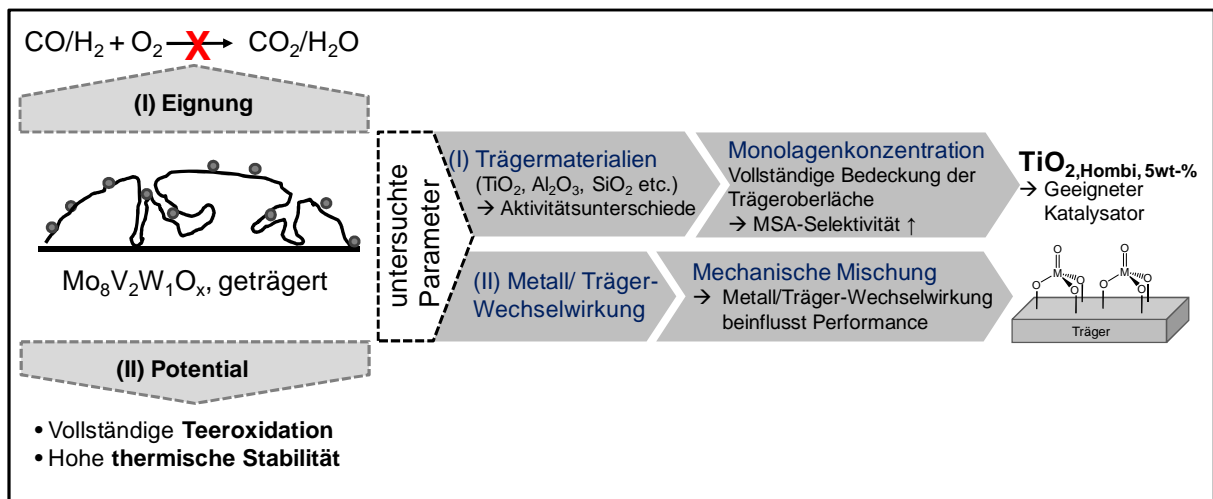 CO/H₂ + O₂ → CO₂/H₂O
X
(I) Eignung
Mo₈V₂W₁Oₓ, geträgert
(II) Potential
• Vollständige Teeroxidation
• Hohe thermische Stabilität
untersuchte
Parameter
(I) Trägermaterialien
(TiO₂, Al₂O₃, SiO₂ etc.)
→ Aktivitätsunterschiede
Monolagenkonzentration
Vollständige Bedeckung der
Trägeroberläche
→ MSA-Selektivität ↑
(II) Metall/ Träger-
Wechselwirkung
Mechanische Mischung
→ Metall/Träger-Wechselwirkung
beinflusst Performance
TiO₂,Hombi, 5wt-%
→ Geeigneter
Katalysator
O O
M M
O O O O O O
Träger